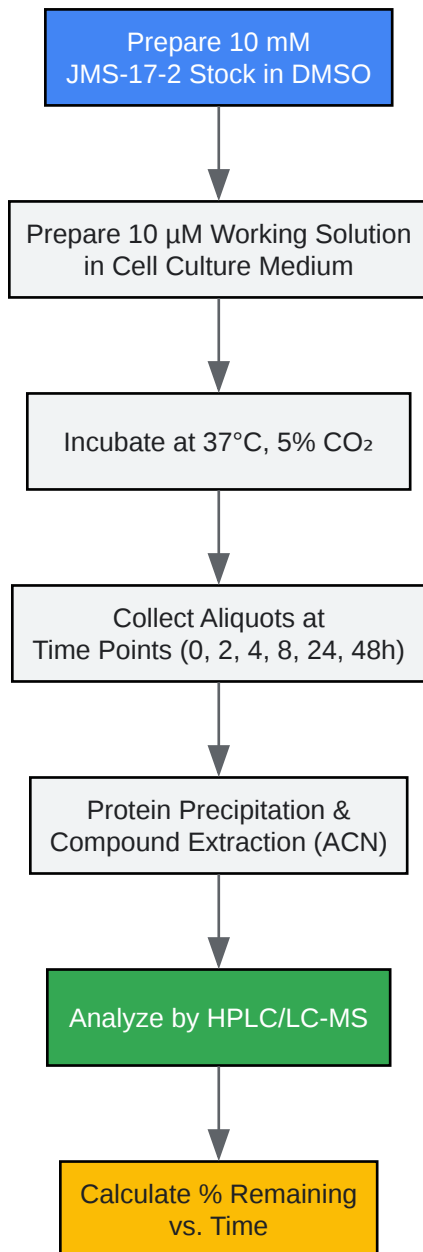 Prepare 10 mM
JMS-17-2 Stock in DMSO
Prepare 10 µM Working Solution
in Cell Culture Medium
Incubate at 37°C, 5% CO₂
Collect Aliquots at
Time Points (0, 2, 4, 8, 24, 48h)
Protein Precipitation &
Compound Extraction (ACN)
Analyze by HPLC/LC-MS
Calculate % Remaining
vs. Time